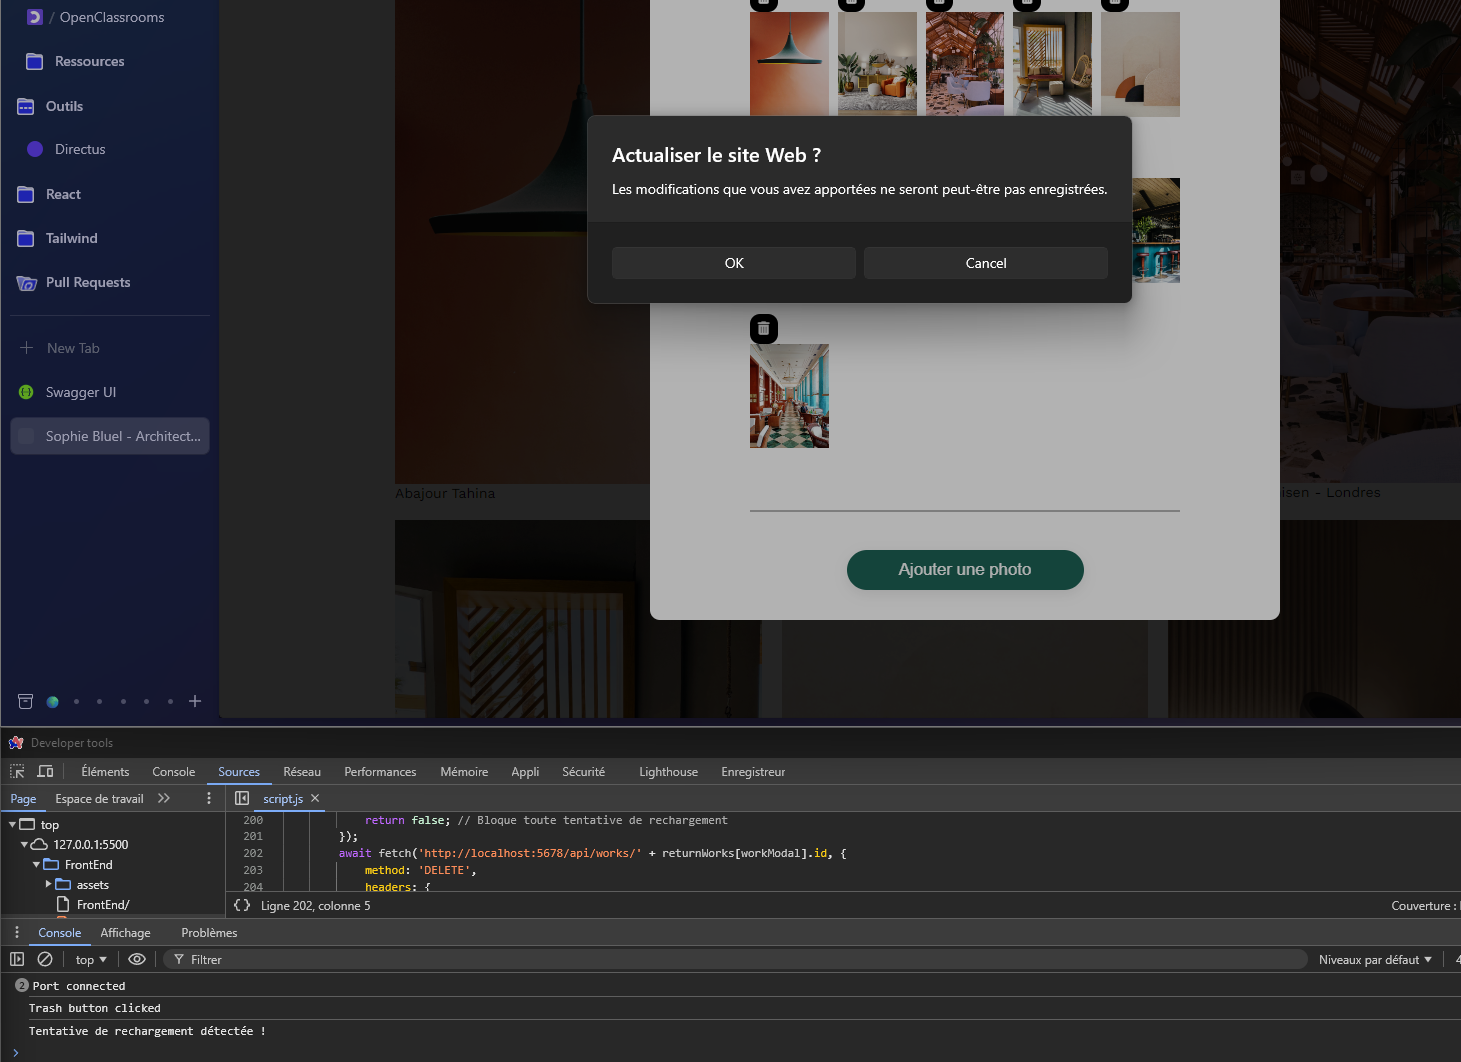 / OpenClassrooms
Ressources
Outils
Directus
React
Tailwind
Pull Requests
New Tab
Swagger UI
Sophie Bluel - Architect...
Actualiser le site Web ?
Les modifications que vous avez apportées ne seront peut-être pas enregistrées.
OK
Cancel
Abajour Tahina
isen - Londres
Ajouter une photo
Developer tools
Éléments
Console
Sources
Réseau
Performances
Mémoire
Appli
Sécurité
Lighthouse
Enregistreur
Page
Espace de travail
script.js
top
127.0.0.1:5500
FrontEnd
assets
FrontEnd/
200 return false; // Bloque toute tentative de rechargement
201 });
202 await fetch('http://localhost:5678/api/works/' + returnWorks[workModal].id, {
203 method: 'DELETE',
204 headers: {
{} Ligne 202, colonne 5
Couverture :
Console
Affichage
Problèmes
top
Filtrer
Niveaux par défaut
4
2 Port connected
Trash button clicked
Tentative de rechargement détectée !